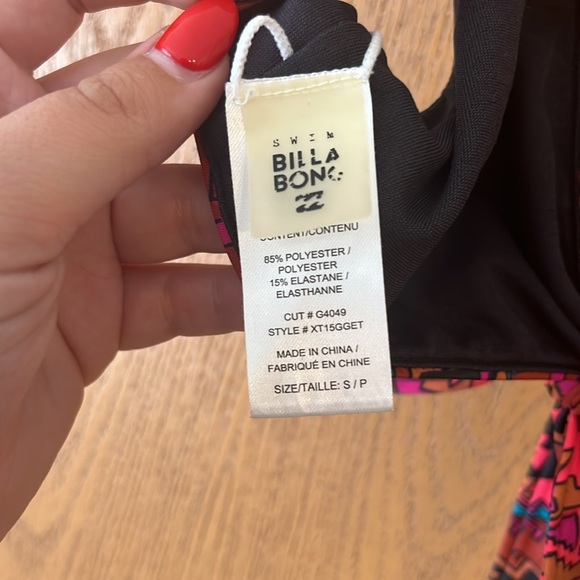 SWIM
BILLA
BONG
CONTENT/CONTENU
85% POLYESTER /
POLYESTER
15% ELASTANE /
ELASTHANNE
CUT # G4049
STYLE # XT15GGET
MADE IN CHINA /
FABRIQUÉ EN CHINE
SIZE/TAILLE: S / P